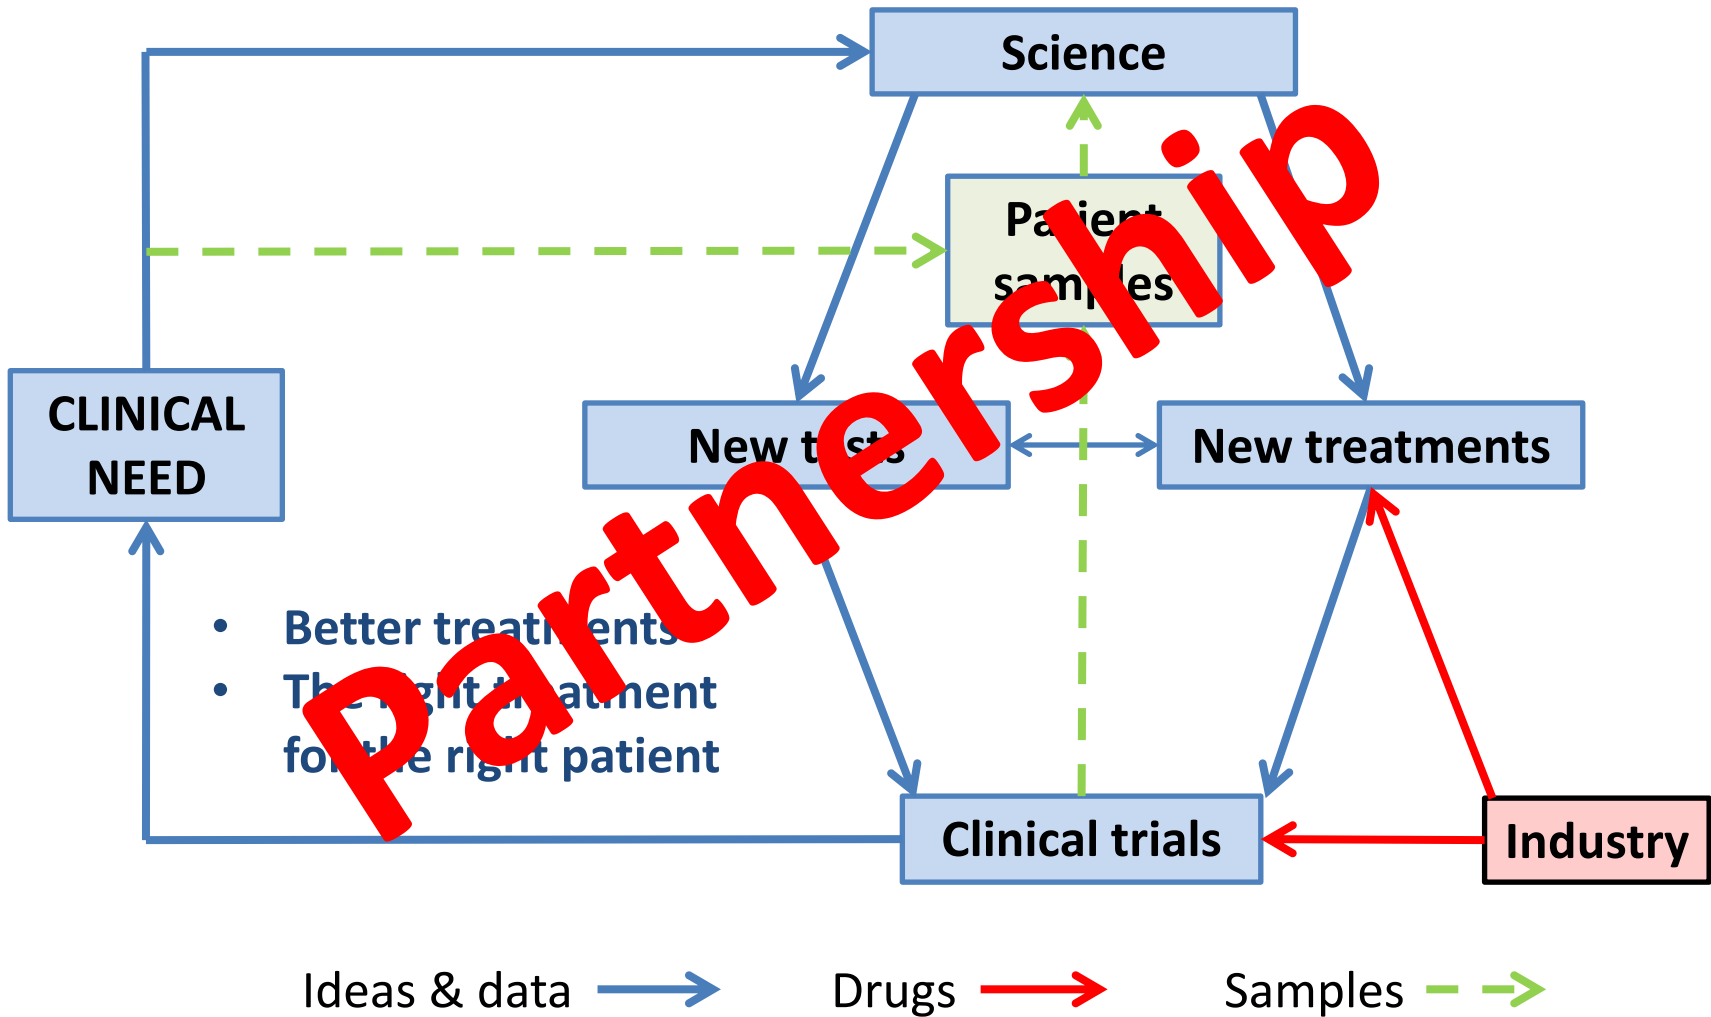 Science
Patient
samples
CLINICAL
NEED
New tests
New treatments
Partnership
• Better treatments
• The right treatment
for the right patient
Clinical trials
Industry
Ideas & data
Drugs
Samples